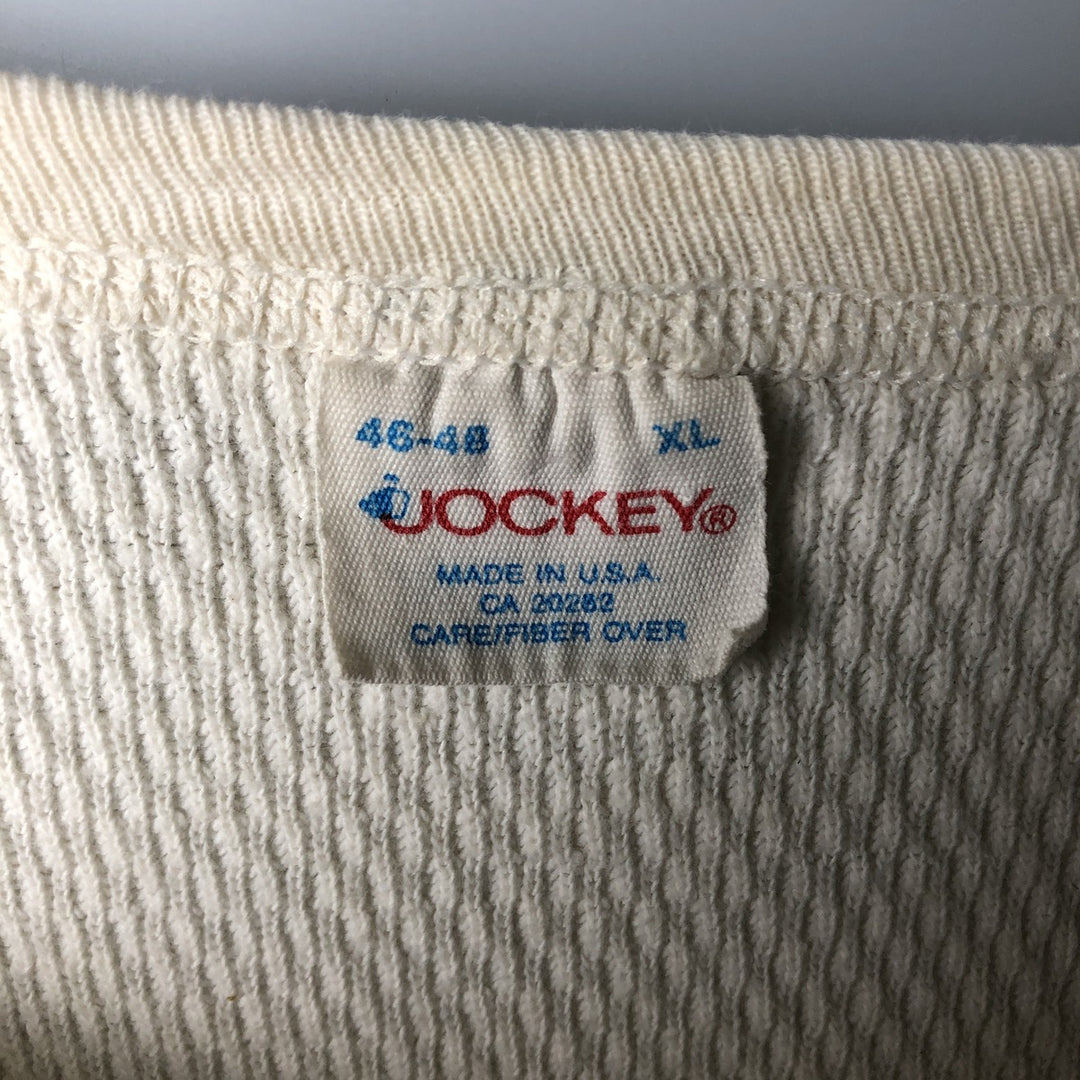 46-48 XL
JOCKEY®
MADE IN U.S.A.
CA 20262
CARE/FIBER OVER